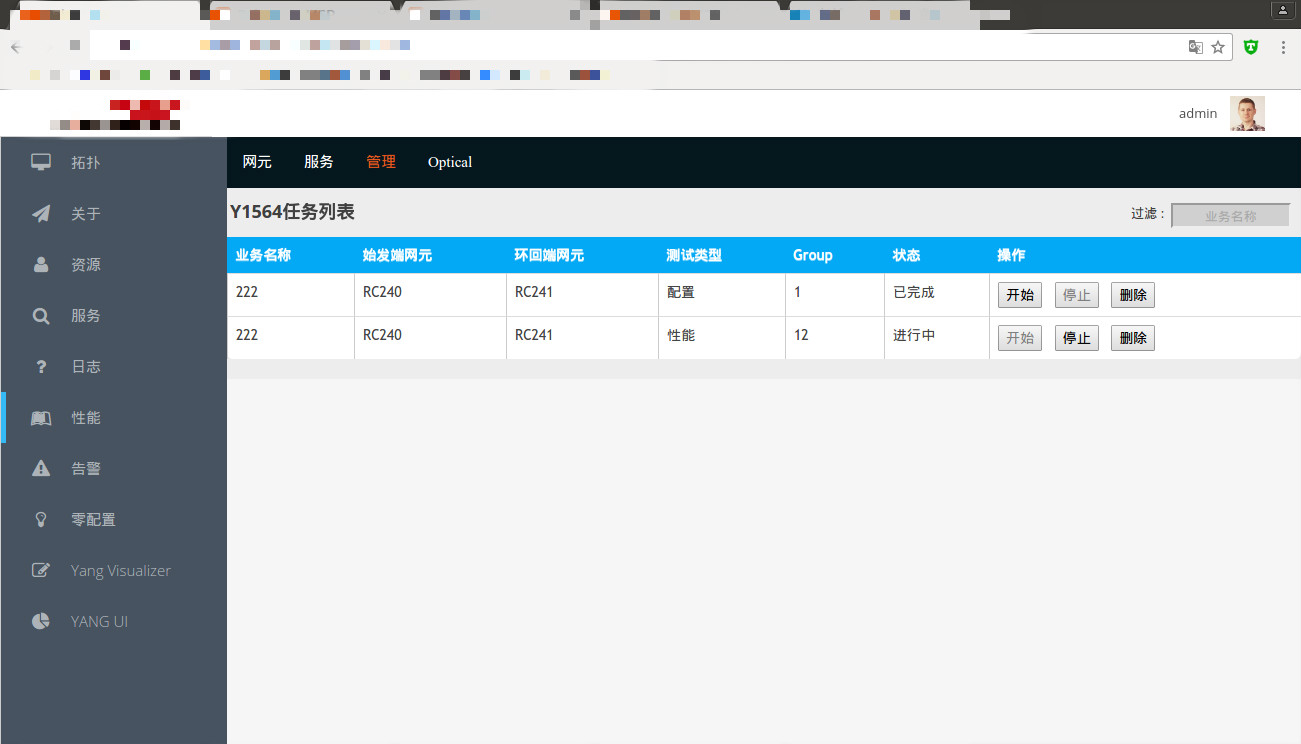 admin
拓扑
关于
资源
服务
日志
性能
告警
零配置
Yang Visualizer
YANG UI
网元 服务 管理 Optical
Y1564任务列表 过滤： 业务名称
业务名称 始发端网元 环回端网元 测试类型 Group 状态 操作
222 RC240 RC241 配置 1 已完成 开始 停止 删除
222 RC240 RC241 性能 12 进行中 开始 停止 删除